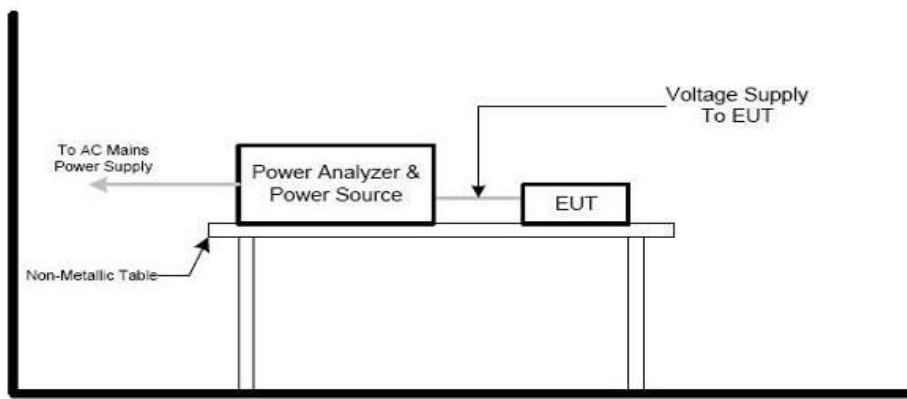 Voltage Supply
To EUT
To AC Mains
Power Supply
Power Analyzer &
Power Source
EUT
Non-Metallic Table